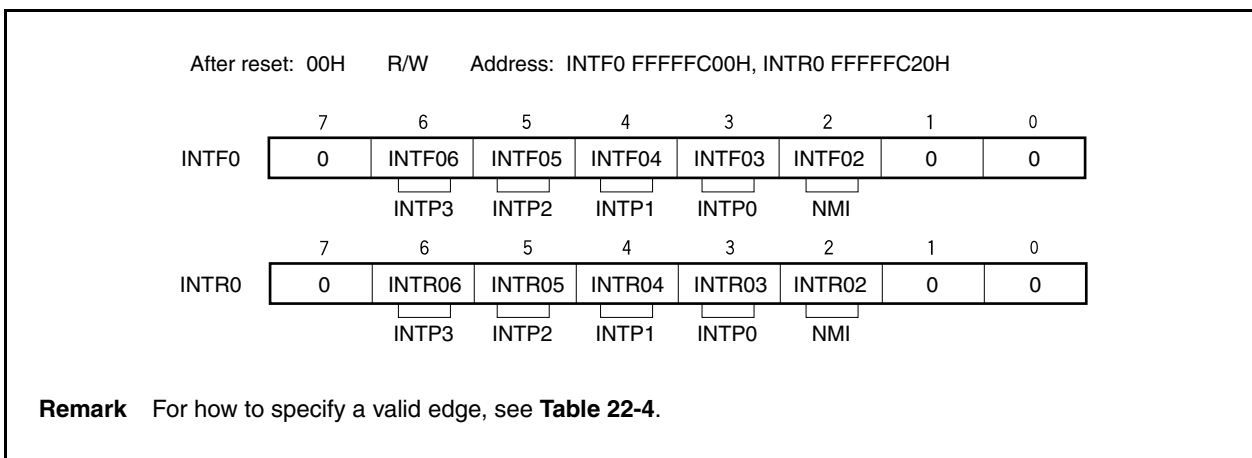 After reset: 00H R/W Address: INTF0 FFFFFC00H, INTR0 FFFFFC20H
7 6 5 4 3 2 1 0
INTF0 0 INTF06 INTF05 INTF04 INTF03 INTF02 0 0
INTP3 INTP2 INTP1 INTP0 NMI
7 6 5 4 3 2 1 0
INTR0 0 INTR06 INTR05 INTR04 INTR03 INTR02 0 0
INTP3 INTP2 INTP1 INTP0 NMI
Remark For how to specify a valid edge, see Table 22-4.